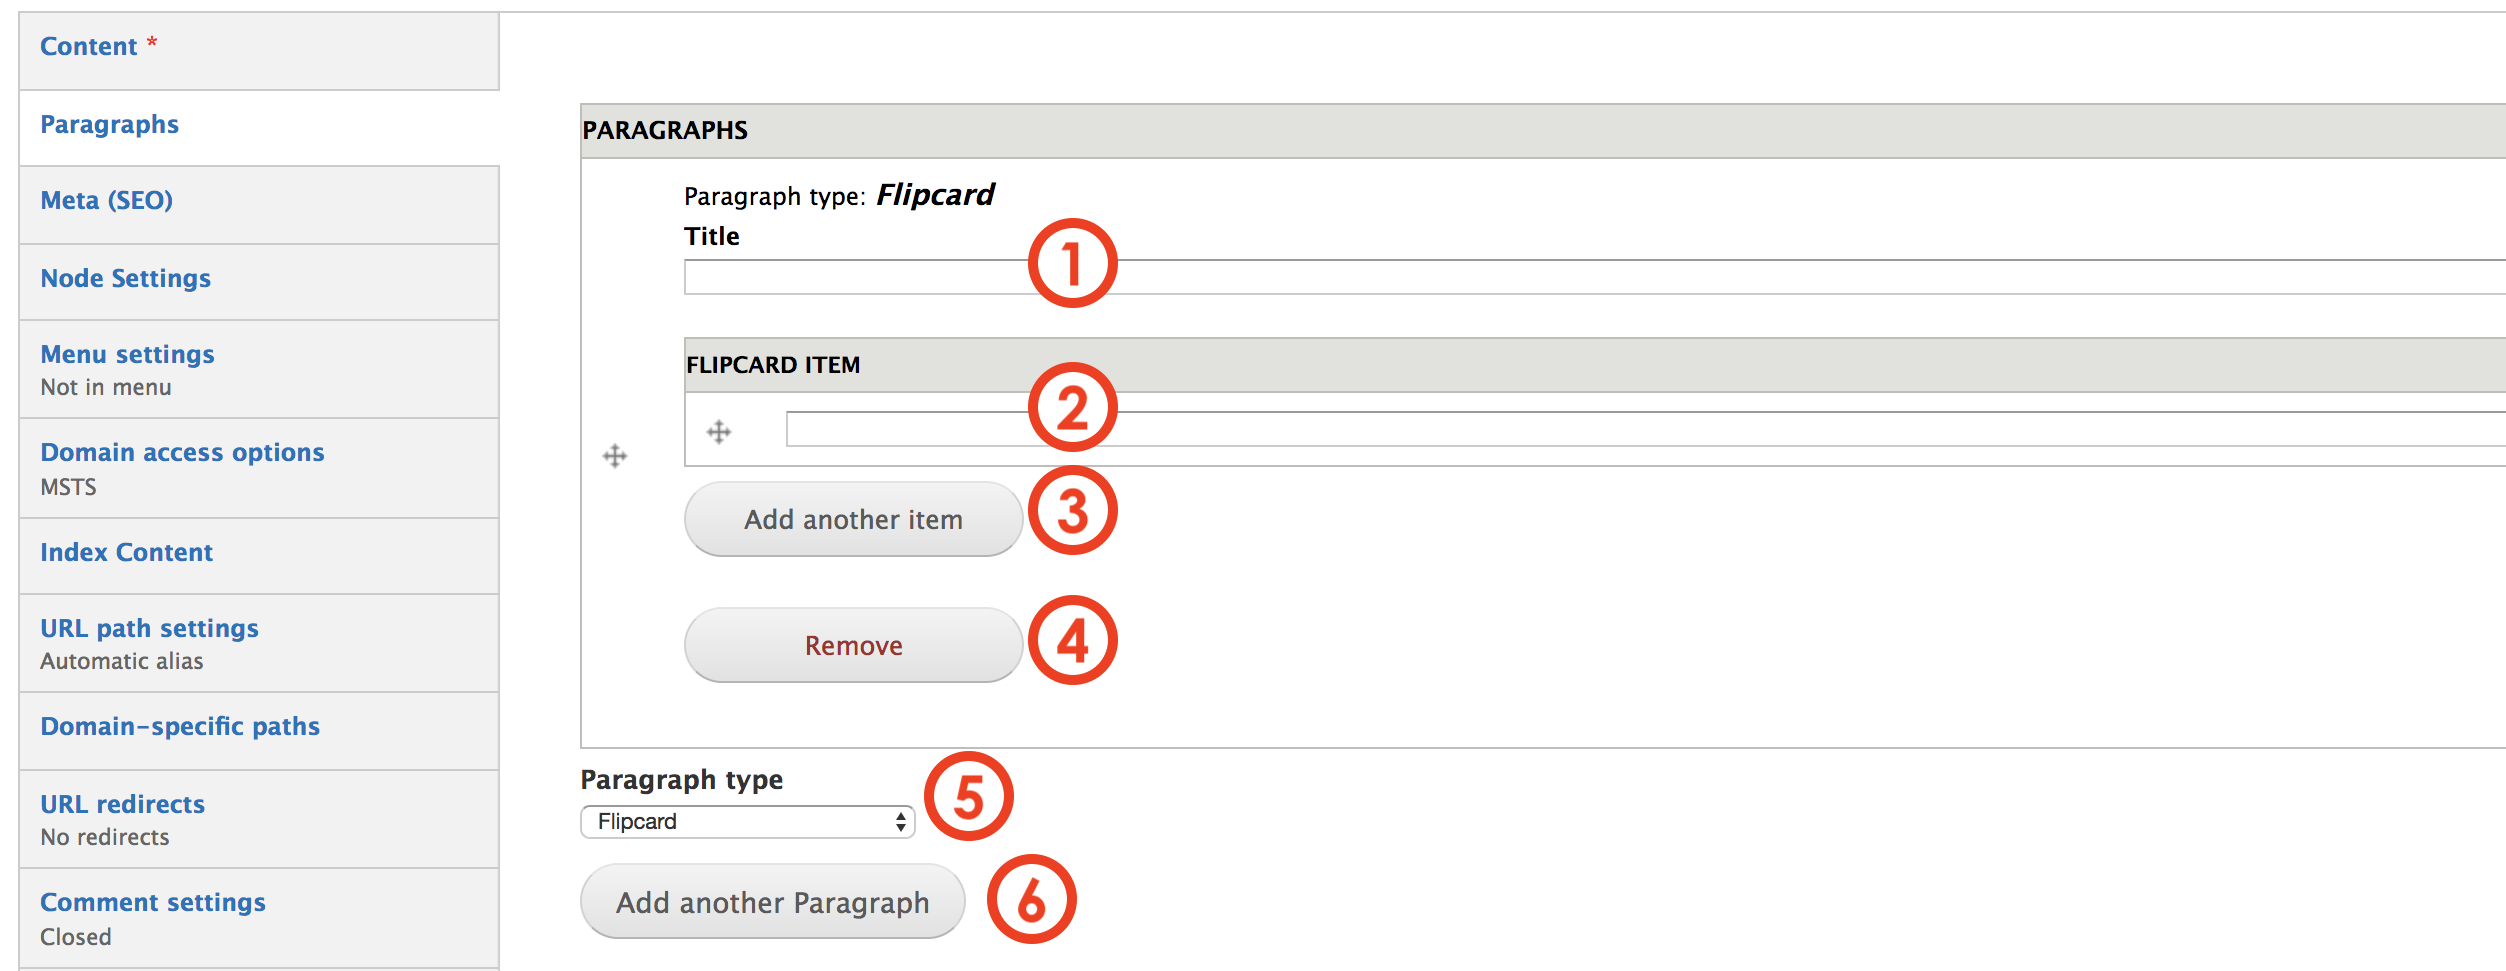 Content *
Paragraphs
Meta (SEO)
Node Settings
Menu settings
Not in menu
Domain access options
MSTS
Index Content
URL path settings
Automatic alias
Domain-specific paths
URL redirects
No redirects
Comment settings
Closed
PARAGRAPHS
Paragraph type: Flipcard
Title
1
FLIPCARD ITEM
2
Add another item
3
Remove
4
Paragraph type
5
Flipcard
Add another Paragraph
6